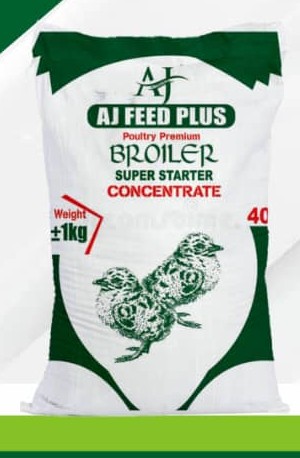 AJ
AJ FEED PLUS
Poultry Premium
BROILER
SUPER STARTER
CONCENTRATE
Weight
±1kg
40